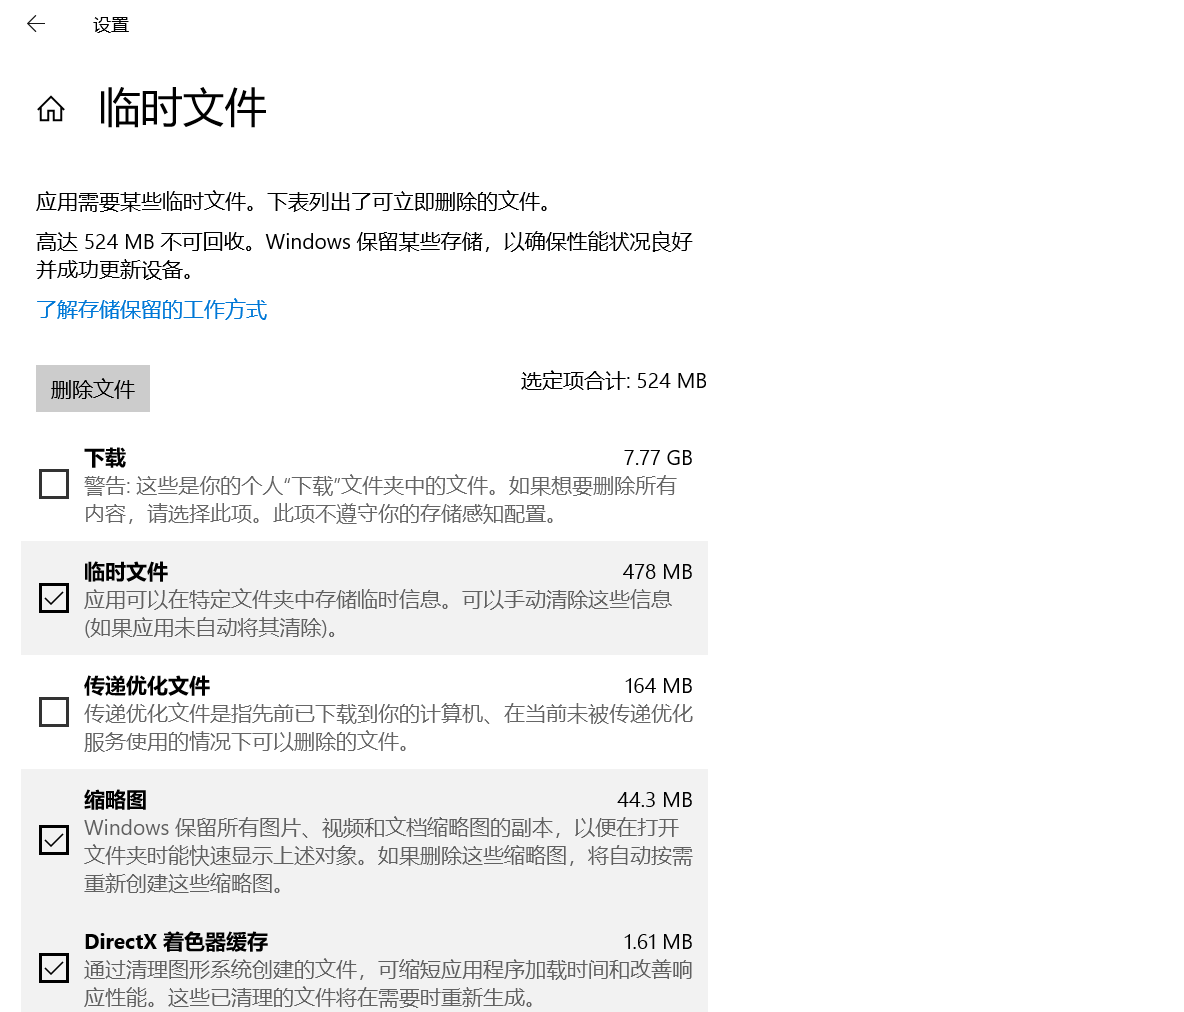 设置
临时文件
应用需要某些临时文件。下表列出了可立即删除的文件。
高达 524 MB 不可回收。Windows 保留某些存储，以确保性能状况良好
并成功更新设备。
了解存储保留的工作方式
删除文件
选定项合计: 524 MB
下载 7.77 GB
警告: 这些是你的个人“下载”文件夹中的文件。如果想要删除所有
内容，请选择此项。此项不遵守你的存储感知配置。
临时文件 478 MB
应用可以在特定文件夹中存储临时信息。可以手动清除这些信息
(如果应用未自动将其清除)。
传递优化文件 164 MB
传递优化文件是指先前已下载到你的计算机、在当前未被传递优化
服务使用的情况下可以删除的文件。
缩略图 44.3 MB
Windows 保留所有图片、视频和文档缩略图的副本，以便在打开
文件夹时能快速显示上述对象。如果删除这些缩略图，将自动按需
重新创建这些缩略图。
DirectX 着色器缓存 1.61 MB
通过清理图形系统创建的文件，可缩短应用程序加载时间和改善响
应性能。这些已清理的文件将在需要时重新生成。